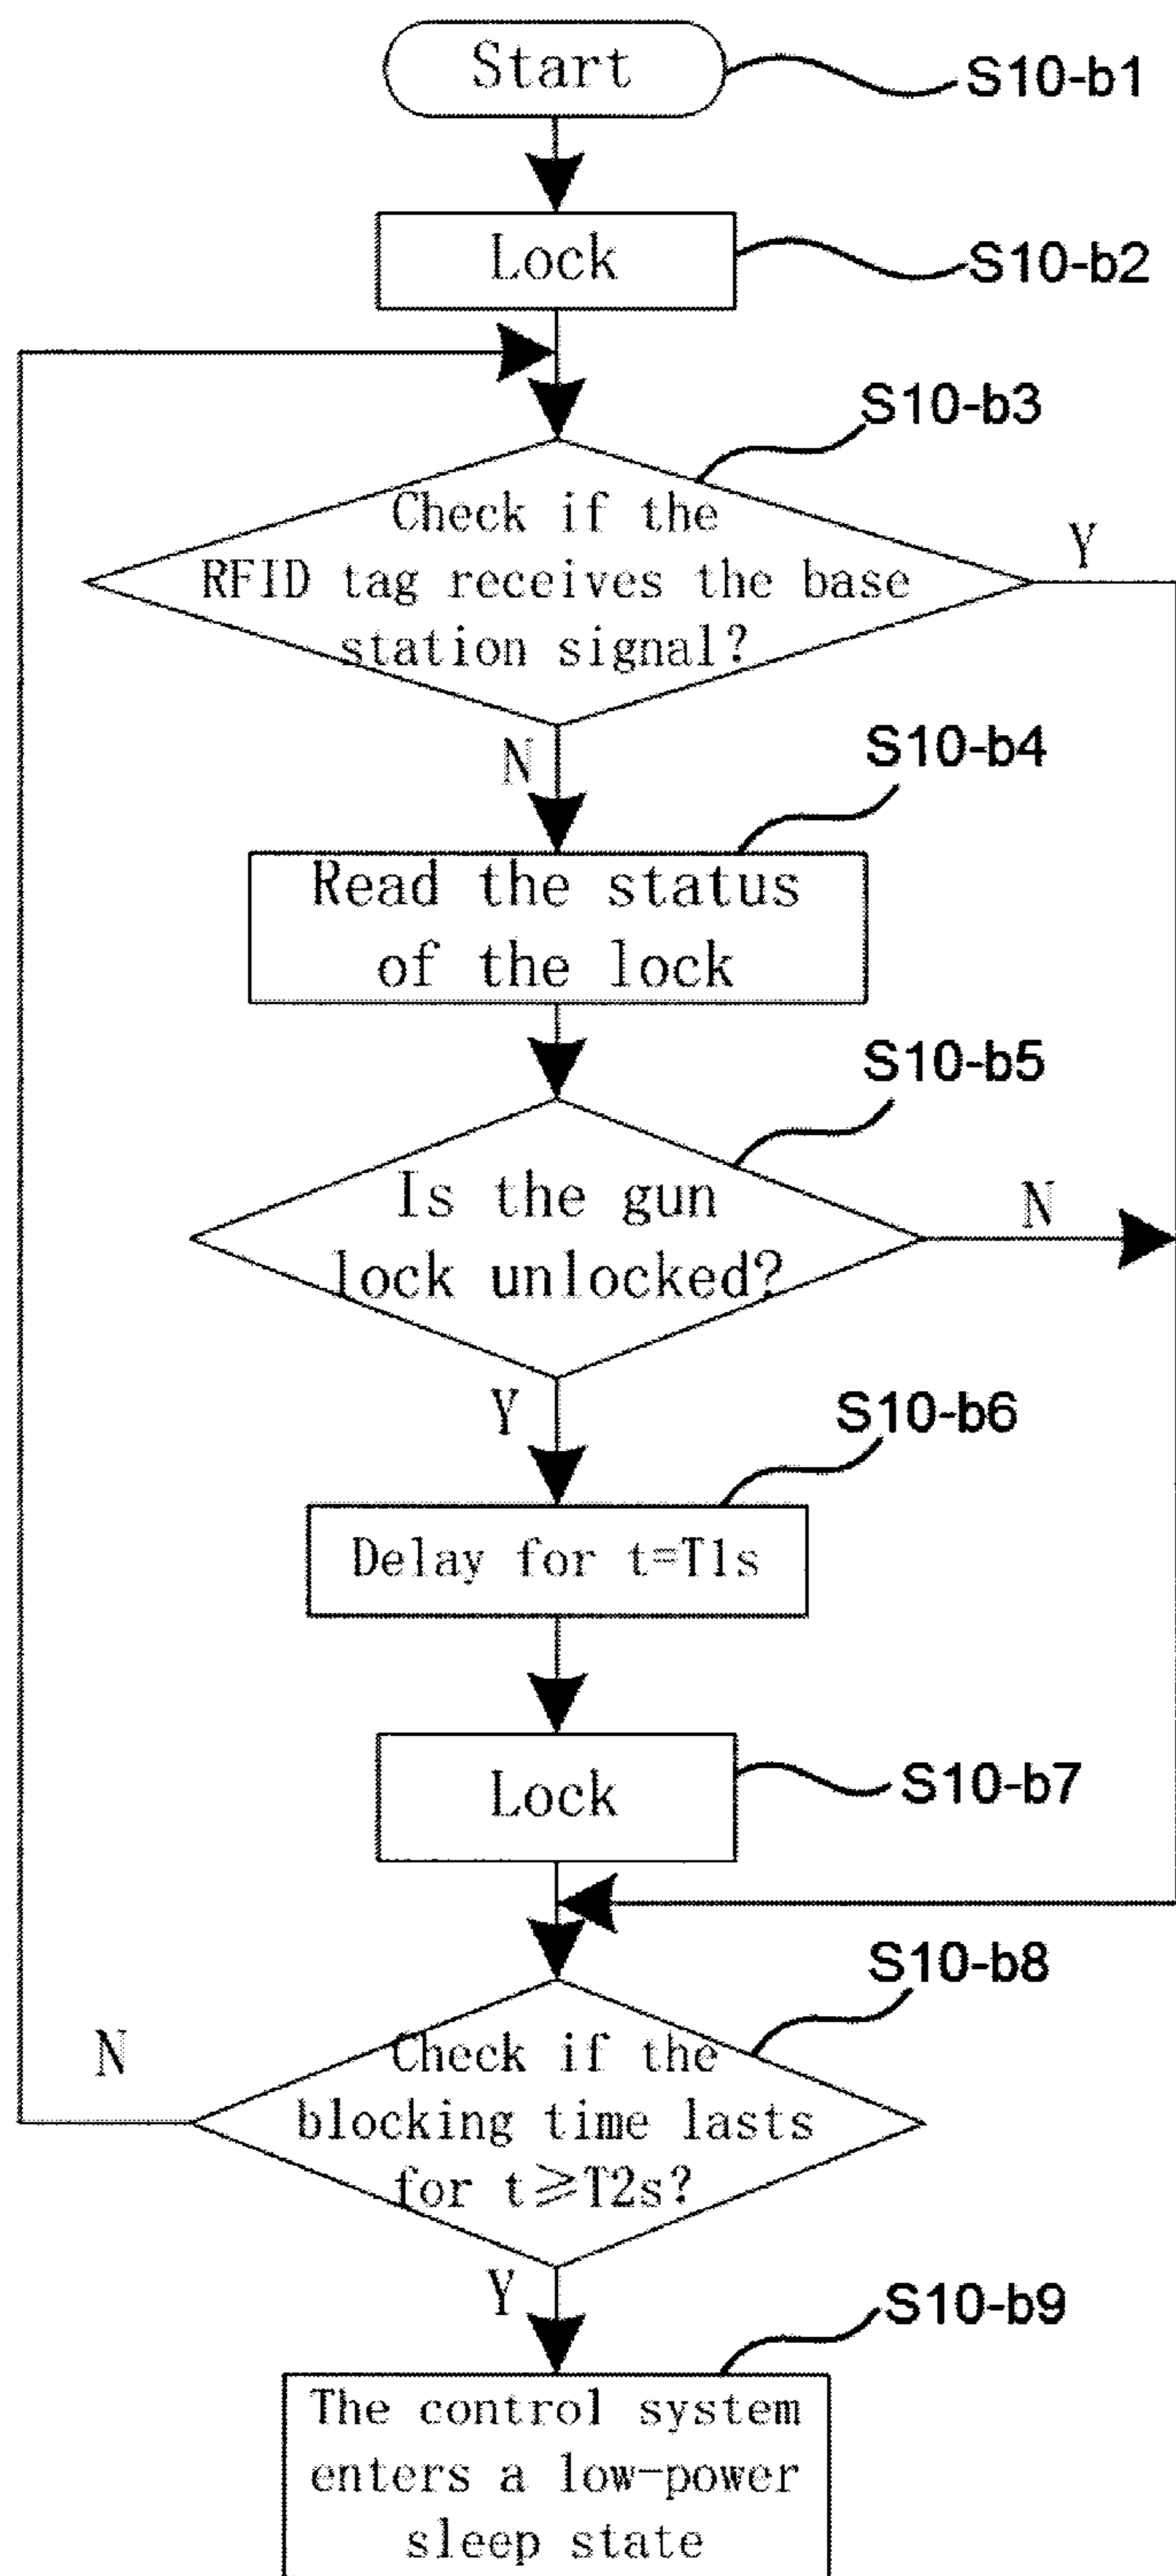 Start
S10-b1
Lock
S10-b2
S10-b3
Check if the
RFID tag receives the base
station signal?
Y
N
S10-b4
Read the status
of the lock
S10-b5
Is the gun
lock unlocked?
N
Y
S10-b6
Delay for t=T1s
Lock
S10-b7
S10-b8
N
Check if the
blocking time lasts
for t⩾T2s?
Y
S10-b9
The control system
enters a low-power
sleep state